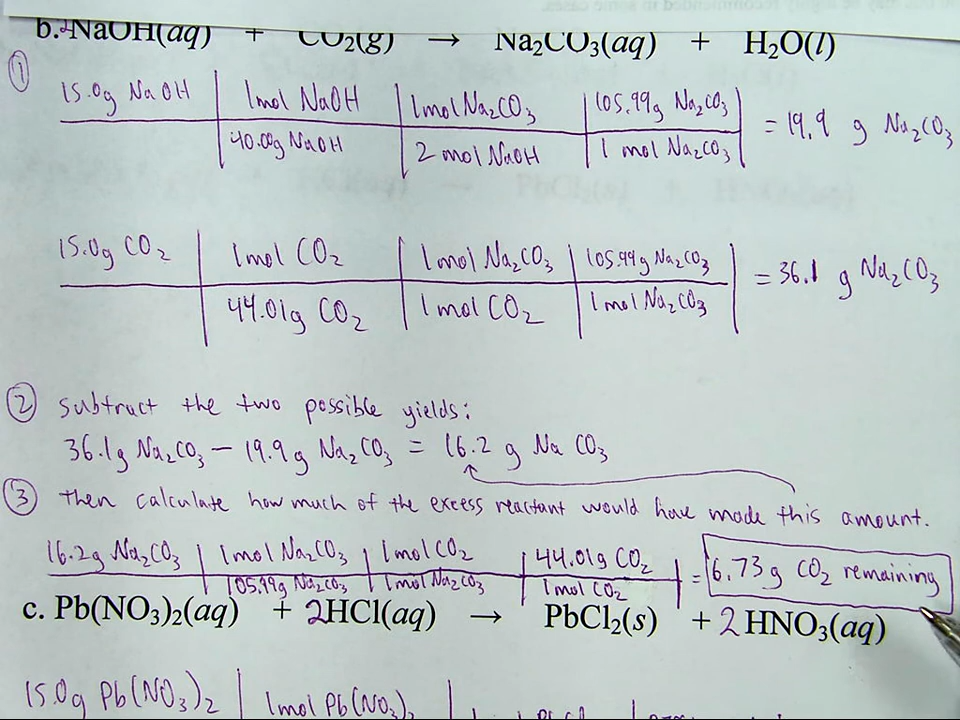 b. 2NaOH(aq) + CO₂(g) → Na₂CO₃(aq) + H₂O(l)
① 15.0g NaOH | 1mol NaOH | 1mol Na₂CO₃ | 105.99g Na₂CO₃ | = 19.9 g Na₂CO₃
40.00g NaOH | 2 mol NaOH | 1 mol Na₂CO₃
15.0g CO₂ | 1mol CO₂ | 1mol Na₂CO₃ | 105.99g Na₂CO₃ | = 36.1 g Na₂CO₃
44.01g CO₂ | 1mol CO₂ | 1mol Na₂CO₃
② subtract the two possible yields:
36.1g Na₂CO₃ − 19.9g Na₂CO₃ = 16.2 g Na CO₃
③ then calculate how much of the excess reactant would have made this amount.
16.2g Na₂CO₃ | 1mol Na₂CO₃ | 1mol CO₂ | 44.01g CO₂ | = 6.73g CO₂ remaining
105.99g Na₂CO₃ | 1mol Na₂CO₃ | 1mol CO₂
c. Pb(NO₃)₂(aq) + 2HCl(aq) → PbCl₂(s) + 2 HNO₃(aq)
15.0g Pb(NO₃)₂ | 1mol Pb(NO₃)₂ |